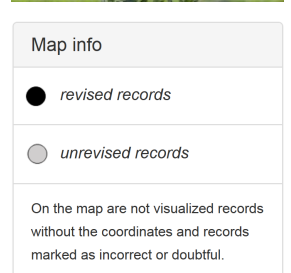 Map info
revised records
unrevised records
On the map are not visualized records
without the coordinates and records
marked as incorrect or doubtful.